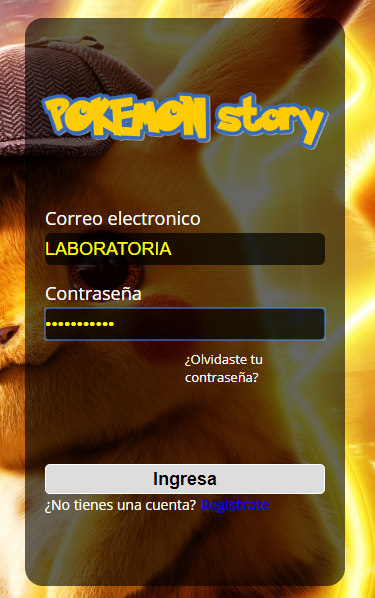 POKEMON story
Correo electronico
LABORATORIA
Contraseña
•••••••••••
¿Olvidaste tu
contraseña?
Ingresa
¿No tienes una cuenta? Registrate